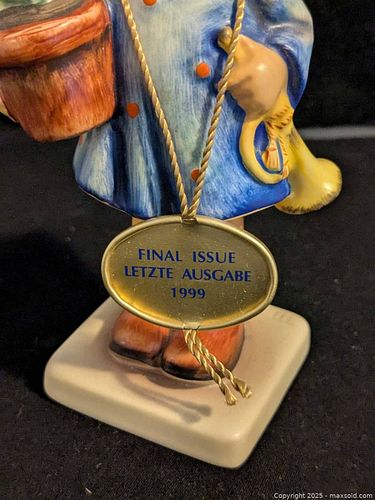 FINAL ISSUE
LETZTE AUSGABE
1999
Copyright 2025 - maxsold.com